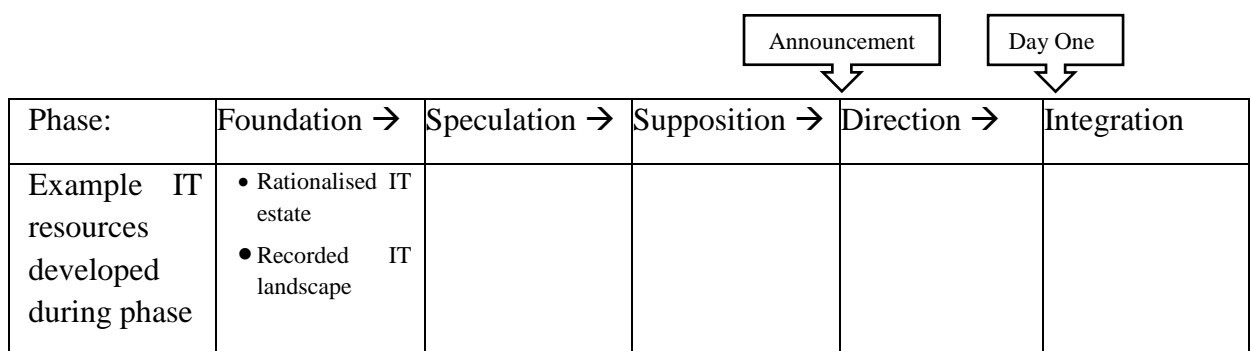 Announcement
Day One
Phase:
Foundation →
Speculation →
Supposition →
Direction →
Integration
Example IT
resources
developed
during phase
• Rationalised IT
estate
• Recorded IT
landscape